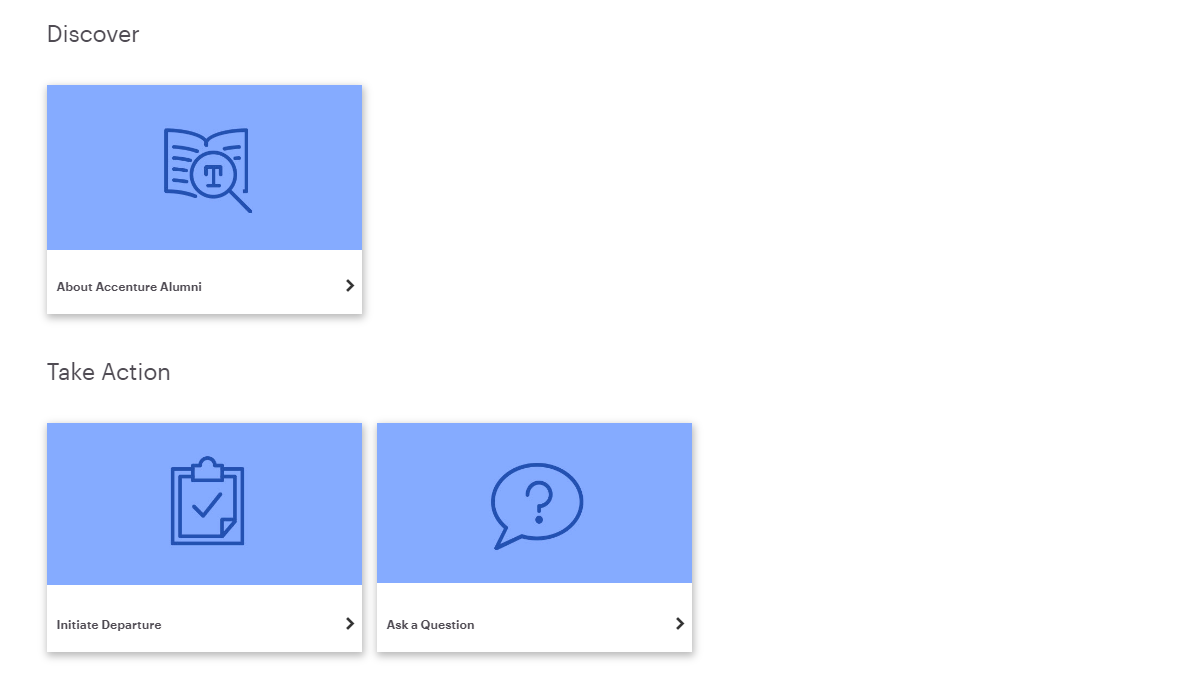 Discover
T
About Accenture Alumni
Take Action
Initiate Departure
Ask a Question